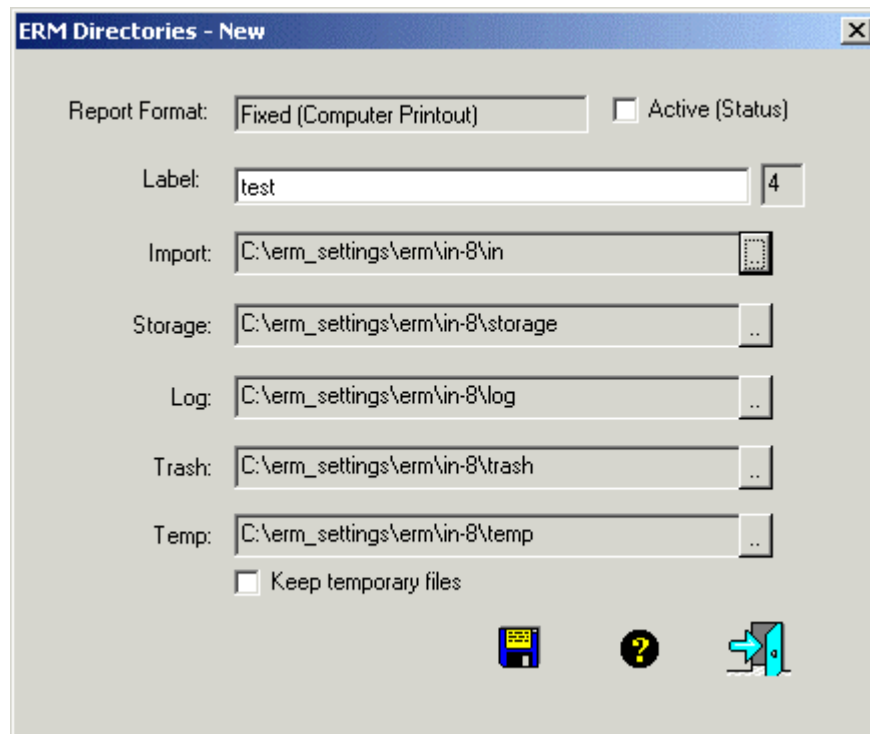 ERM Directories - New
Report Format: Fixed (Computer Printout) Active (Status)
Label: test 4
Import: C:\erm_settings\erm\in-8\in ..
Storage: C:\erm_settings\erm\in-8\storage ..
Log: C:\erm_settings\erm\in-8\log ..
Trash: C:\erm_settings\erm\in-8\trash ..
Temp: C:\erm_settings\erm\in-8\temp ..
Keep temporary files
?